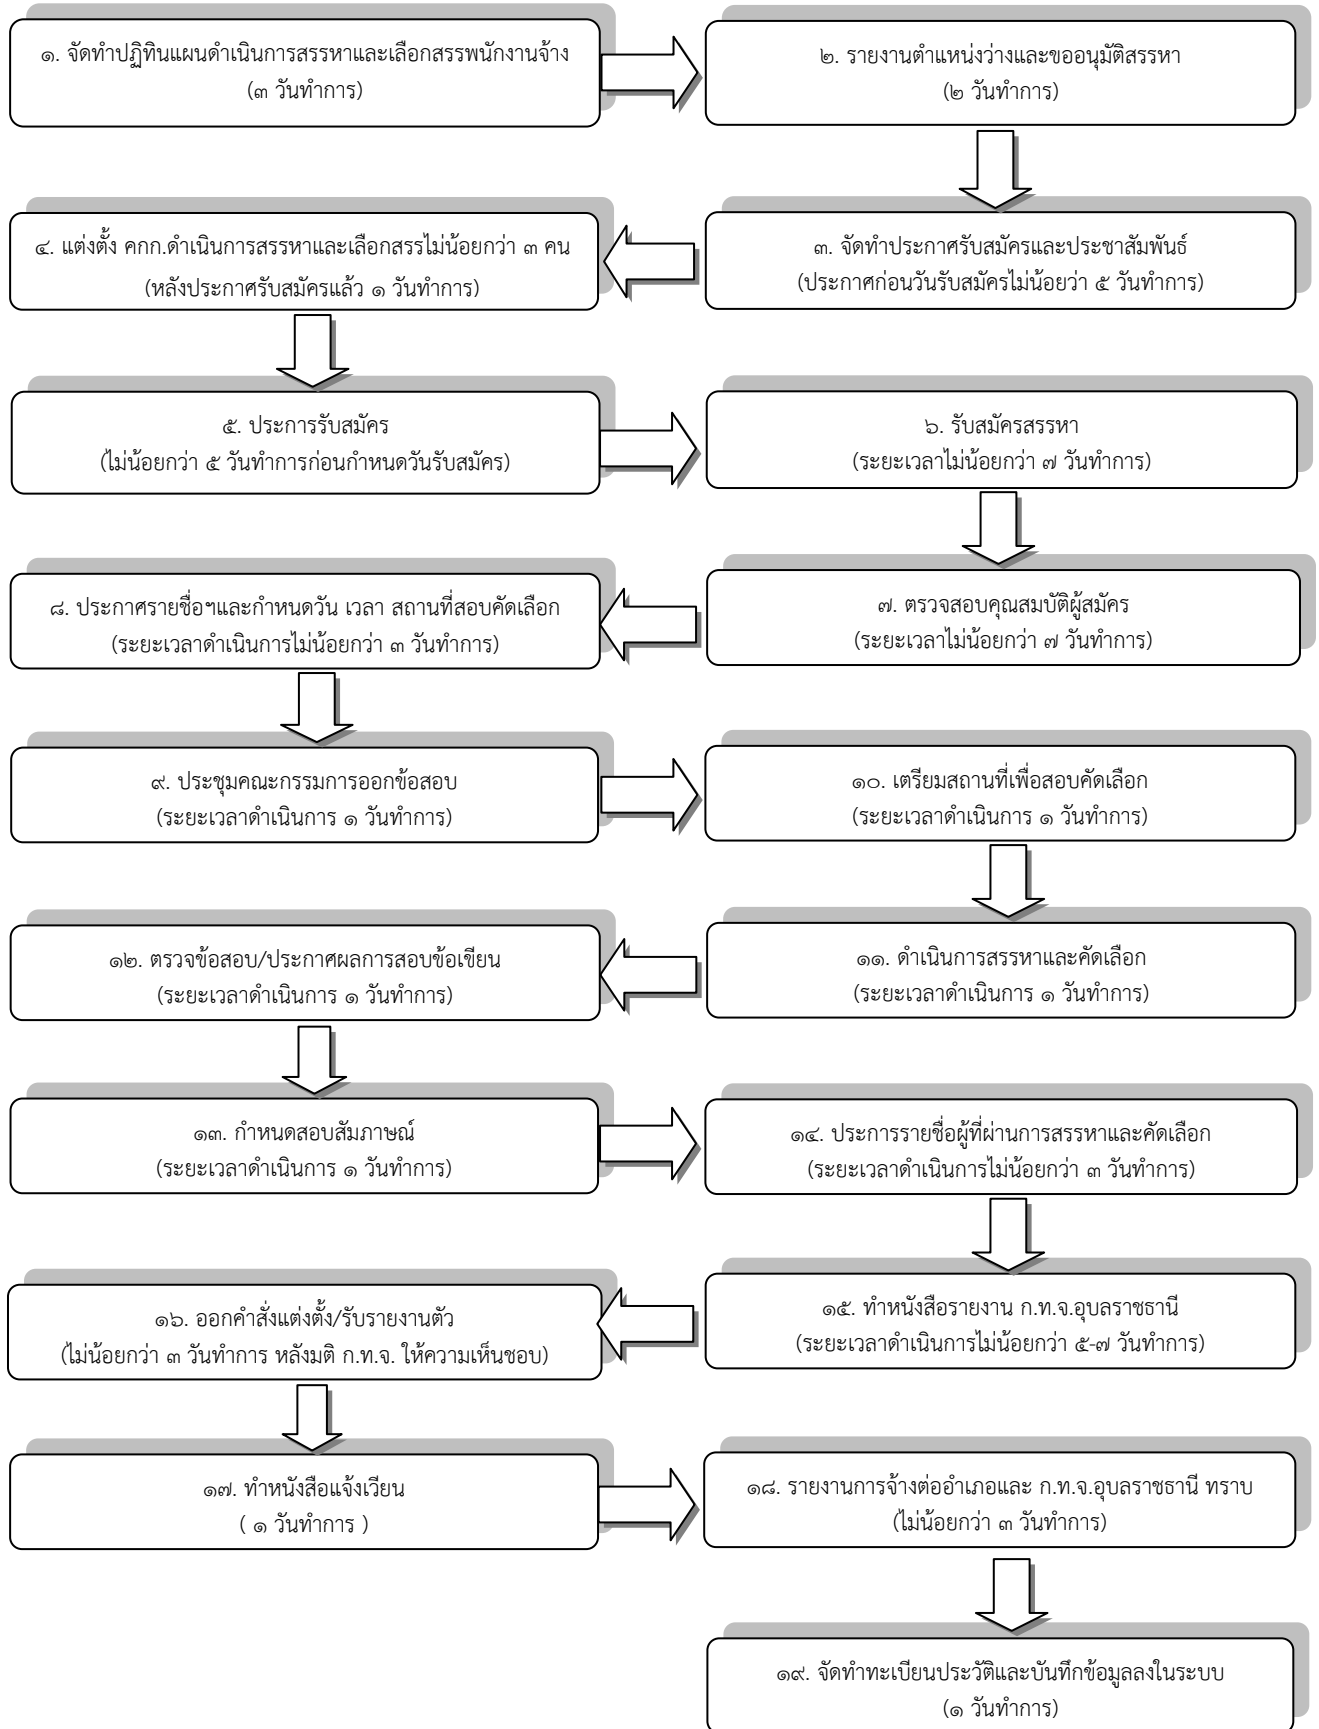 ๑. จัดทำปฏิทินแผนดำเนินการสรรหาและเลือกสรรพนักงานจ้าง
(๓ วันทำการ)
๒. รายงานตำแหน่งว่างและขออนุมัติสรรหา
(๒ วันทำการ)
๓. จัดทำประกาศรับสมัครและประชาสัมพันธ์
(ประกาศก่อนวันรับสมัครไม่น้อยว่า ๕ วันทำการ)
๔. แต่งตั้ง คกก.ดำเนินการสรรหาและเลือกสรรไม่น้อยกว่า ๓ คน
(หลังประกาศรับสมัครแล้ว ๑ วันทำการ)
๕. ประการรับสมัคร
(ไม่น้อยกว่า ๕ วันทำการก่อนกำหนดวันรับสมัคร)
๖. รับสมัครสรรหา
(ระยะเวลาไม่น้อยกว่า ๗ วันทำการ)
๗. ตรวจสอบคุณสมบัติผู้สมัคร
(ระยะเวลาไม่น้อยกว่า ๗ วันทำการ)
๘. ประกาศรายชื่อฯและกำหนดวัน เวลา สถานที่สอบคัดเลือก
(ระยะเวลาดำเนินการไม่น้อยกว่า ๓ วันทำการ)
๙. ประชุมคณะกรรมการออกข้อสอบ
(ระยะเวลาดำเนินการ ๑ วันทำการ)
๑๐. เตรียมสถานที่เพื่อสอบคัดเลือก
(ระยะเวลาดำเนินการ ๑ วันทำการ)
๑๑. ดำเนินการสรรหาและคัดเลือก
(ระยะเวลาดำเนินการ ๑ วันทำการ)
๑๒. ตรวจข้อสอบ/ประกาศผลการสอบข้อเขียน
(ระยะเวลาดำเนินการ ๑ วันทำการ)
๑๓. กำหนดสอบสัมภาษณ์
(ระยะเวลาดำเนินการ ๑ วันทำการ)
๑๔. ประการรายชื่อผู้ที่ผ่านการสรรหาและคัดเลือก
(ระยะเวลาดำเนินการไม่น้อยกว่า ๓ วันทำการ)
๑๕. ทำหนังสือรายงาน ก.ท.จ.อุบลราชธานี
(ระยะเวลาดำเนินการไม่น้อยกว่า ๕-๗ วันทำการ)
๑๖. ออกคำสั่งแต่งตั้ง/รับรายงานตัว
(ไม่น้อยกว่า ๓ วันทำการ หลังมติ ก.ท.จ. ให้ความเห็นชอบ)
๑๗. ทำหนังสือแจ้งเวียน
( ๑ วันทำการ )
๑๘. รายงานการจ้างต่ออำเภอและ ก.ท.จ.อุบลราชธานี ทราบ
(ไม่น้อยกว่า ๓ วันทำการ)
๑๙. จัดทำทะเบียนประวัติและบันทึกข้อมูลลงในระบบ
(๑ วันทำการ)